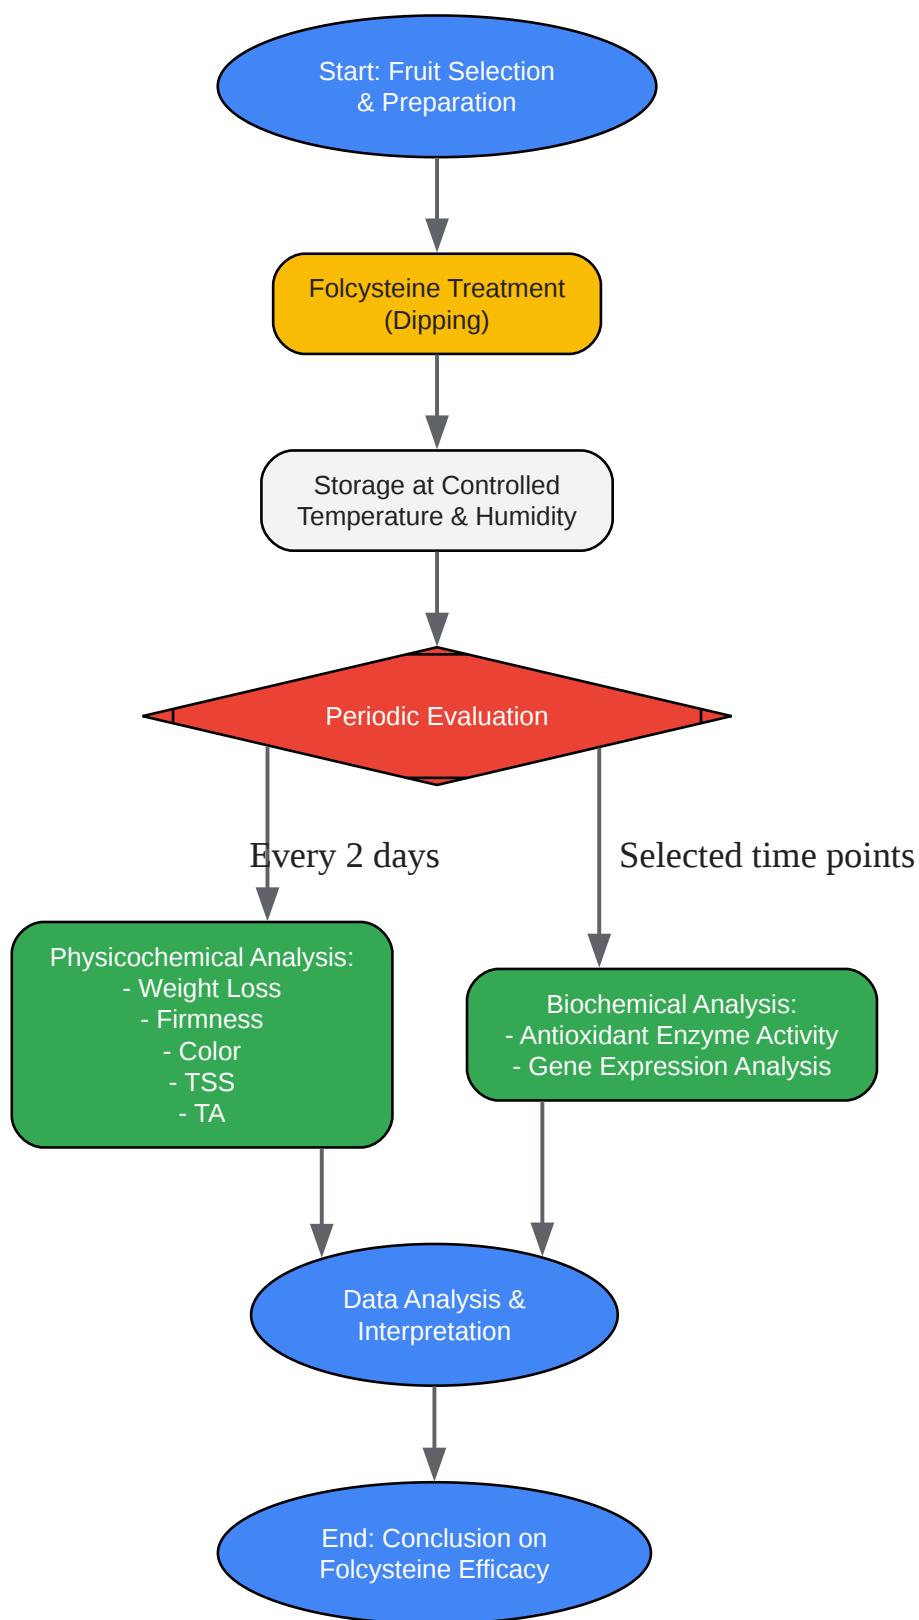 Start: Fruit Selection
& Preparation
Folcysteine Treatment
(Dipping)
Storage at Controlled
Temperature & Humidity
Periodic Evaluation
Every 2 days
Selected time points
Physicochemical Analysis:
- Weight Loss
- Firmness
- Color
- TSS
- TA
Biochemical Analysis:
- Antioxidant Enzyme Activity
- Gene Expression Analysis
Data Analysis &
Interpretation
End: Conclusion on
Folcysteine Efficacy